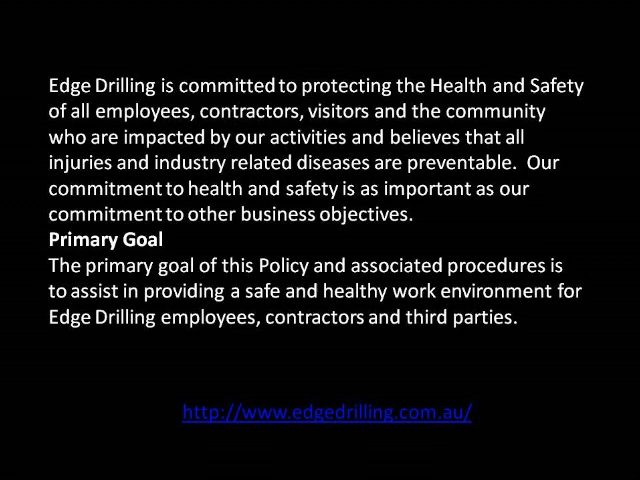 Edge Drilling is committed to protecting the Health and Safety
of all employees, contractors, visitors and the community
who are impacted by our activities and believes that all
injuries and industry related diseases are preventable.  Our
commitment to health and safety is as important as our
commitment to other business objectives.
Primary Goal
The primary goal of this Policy and associated procedures is
to assist in providing a safe and healthy work environment for
Edge Drilling employees, contractors and third parties.
http://www.edgedrilling.com.au/